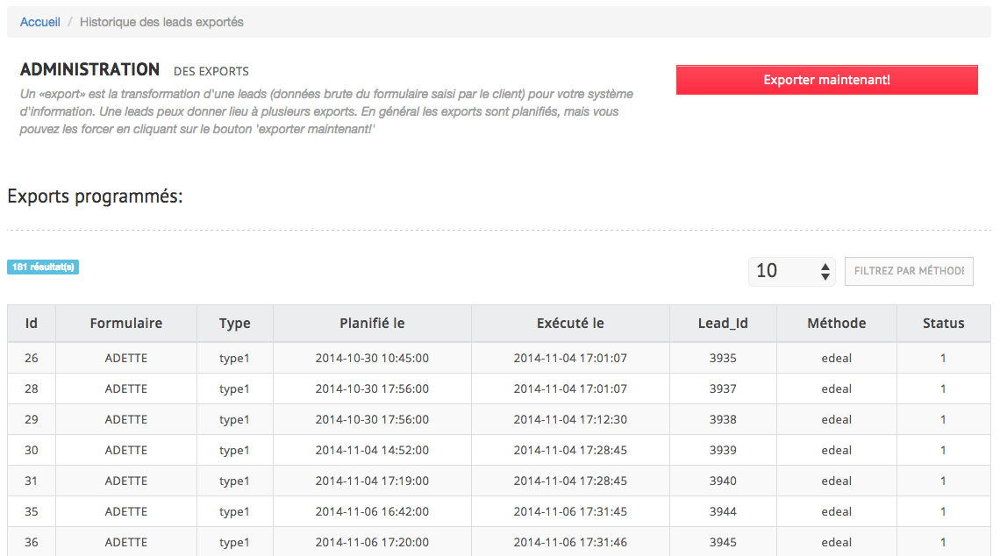 Accueil / Historique des leads exportés
ADMINISTRATION DES EXPORTS
Exporter maintenant!
Un «export» est la transformation d'une leads (données brute du formulaire saisi par le client) pour votre système
d'information. Une leads peux donner lieu à plusieurs exports. En général les exports sont planifiés, mais vous
pouvez les forcer en cliquant sur le bouton 'exporter maintenant!'
Exports programmés:
181 résultat(s)
10 FILTREZ PAR MÉTHODE
Id Formulaire Type Planifié le Exécuté le Lead_Id Méthode Status
26 ADETTE type1 2014-10-30 10:45:00 2014-11-04 17:01:07 3935 edeal 1
28 ADETTE type1 2014-10-30 17:56:00 2014-11-04 17:01:07 3937 edeal 1
29 ADETTE type1 2014-10-30 17:56:00 2014-11-04 17:12:30 3938 edeal 1
30 ADETTE type1 2014-11-04 14:52:00 2014-11-04 17:28:45 3939 edeal 1
31 ADETTE type1 2014-11-04 17:19:00 2014-11-04 17:28:45 3940 edeal 1
35 ADETTE type1 2014-11-06 16:42:00 2014-11-06 17:31:45 3944 edeal 1
36 ADETTE type1 2014-11-06 17:20:00 2014-11-06 17:31:46 3945 edeal 1